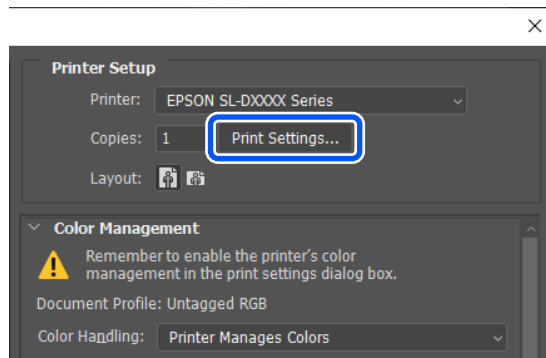 Printer Setup
Printer: EPSON SL-DXXXX Series
Copies: 1 Print Settings...
Layout:
Color Management
Remember to enable the printer's color
management in the print settings dialog box.
Document Profile: Untagged RGB
Color Handling: Printer Manages Colors